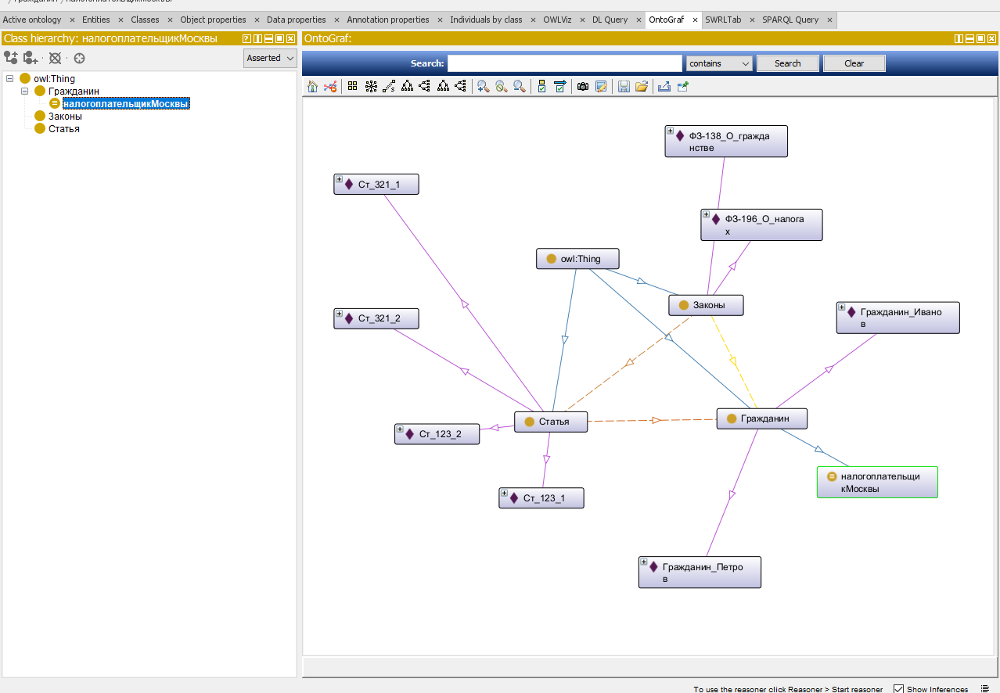 Гражданин налогоплательщикМосквы
Active ontology × Entities × Classes × Object properties × Data properties × Annotation properties × Individuals by class × OWLViz × DL Query × OntoGraf × SWRLTab × SPARQL Query ×
Class hierarchy: налогоплательщикМосквы
Asserted
owl:Thing
Гражданин
налогоплательщикМосквы
Законы
Статья
OntoGraf:
Search:
contains
Search
Clear
ФЗ-138_О_гражда
нстве
Ст_321_1
ФЗ-196_О_налога
х
owl:Thing
Законы
Гражданин_Ивано
в
Ст_321_2
Статья
Гражданин
Ст_123_2
налогоплательщи
кМосквы
Ст_123_1
Гражданин_Петро
в
To use the reasoner click Reasoner > Start reasoner
Show Inferences